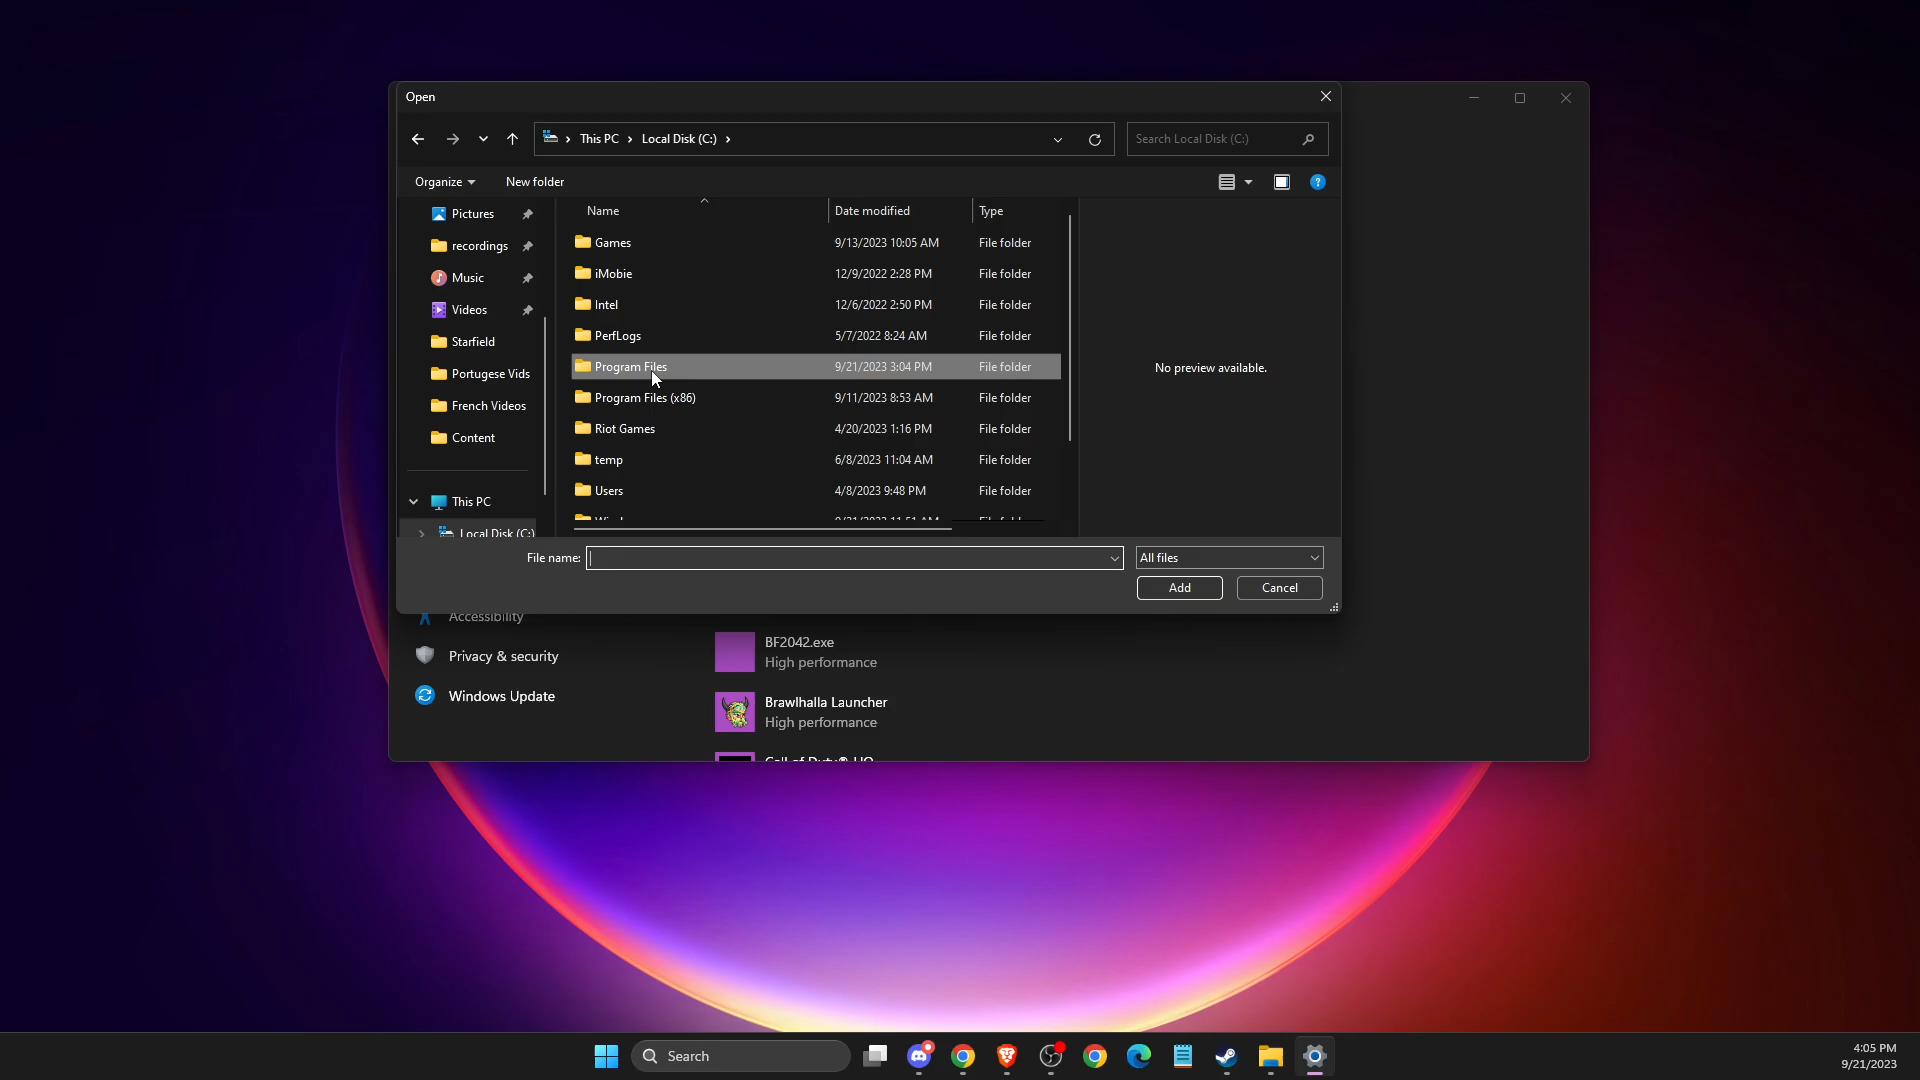 Open
This PC > Local Disk (C:) >
Search Local Disk (C:)
Organize
New folder
?
Pictures
recordings
Music
Videos
Starfield
Portugese Vids
French Videos
Content
This PC
Local Disk (C:)
Name Date modified Type
Games 9/13/2023 10:05 AM File folder
iMobie 12/9/2022 2:28 PM File folder
Intel 12/6/2022 2:50 PM File folder
PerfLogs 5/7/2022 8:24 AM File folder
Program Files 9/21/2023 3:04 PM File folder
Program Files (x86) 9/11/2023 8:53 AM File folder
Riot Games 4/20/2023 1:16 PM File folder
temp 6/8/2023 11:04 AM File folder
Users 4/8/2023 9:48 PM File folder
No preview available.
File name:
All files
Add
Cancel
Accessibility
Privacy & security
Windows Update
BF2042.exe
High performance
Brawlhalla Launcher
High performance
Search
4:05 PM
9/21/2023